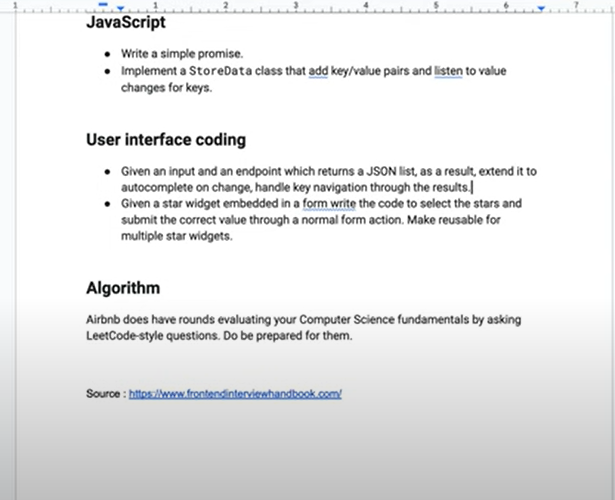 1 1 2 3 4 5 6 7
JavaScript
● Write a simple promise.
● Implement a StoreData class that add key/value pairs and listen to value
changes for keys.
User interface coding
● Given an input and an endpoint which returns a JSON list, as a result, extend it to
autocomplete on change, handle key navigation through the results.
● Given a star widget embedded in a form write the code to select the stars and
submit the correct value through a normal form action. Make reusable for
multiple star widgets.
Algorithm
Airbnb does have rounds evaluating your Computer Science fundamentals by asking
LeetCode-style questions. Do be prepared for them.
Source : https://www.frontendinterviewhandbook.com/